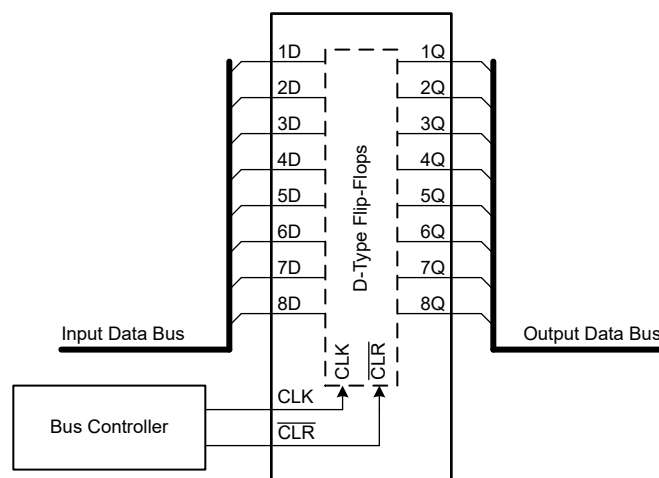 1D 1Q
2D 2Q
3D 3Q
4D 4Q
5D 5Q
6D 6Q
7D 7Q
8D 8Q
D-Type Flip-Flops
Input Data Bus
Output Data Bus
CLK
CLR
CLK
CLR
Bus Controller